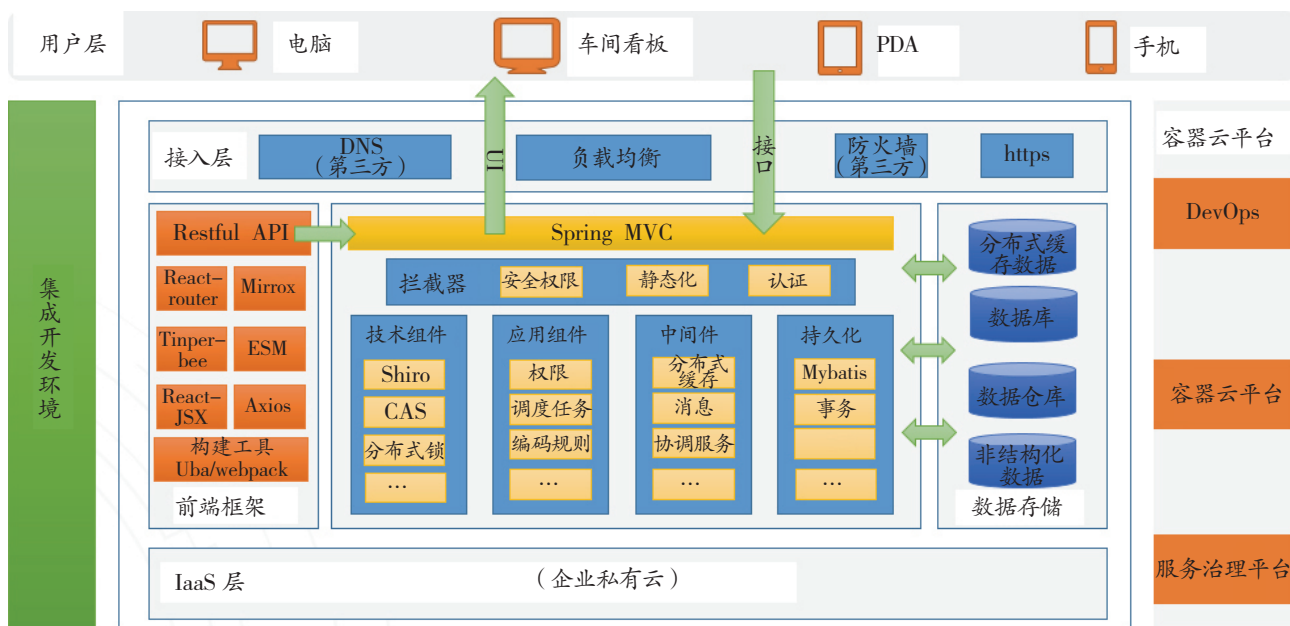 用户层
电脑
车间看板
PDA
手机
集成开发环境
接入层
DNS
(第三方)
UI
负载均衡
接口
防火墙
(第三方)
https
Restful API
React-
router
Mirrox
Tinper-
bee
ESM
React-
JSX
Axios
构建工具
Uba/webpack
前端框架
Spring MVC
拦截器
安全权限
静态化
认证
技术组件
Shiro
CAS
分布式锁
…
应用组件
权限
调度任务
编码规则
…
中间件
分布式
缓存
消息
协调服务
…
持久化
Mybatis
事务
…
分布式缓
存数据
数据库
数据仓库
非结构化
数据
数据存储
IaaS 层
(企业私有云)
容器云平台
DevOps
容器云平台
服务治理平台